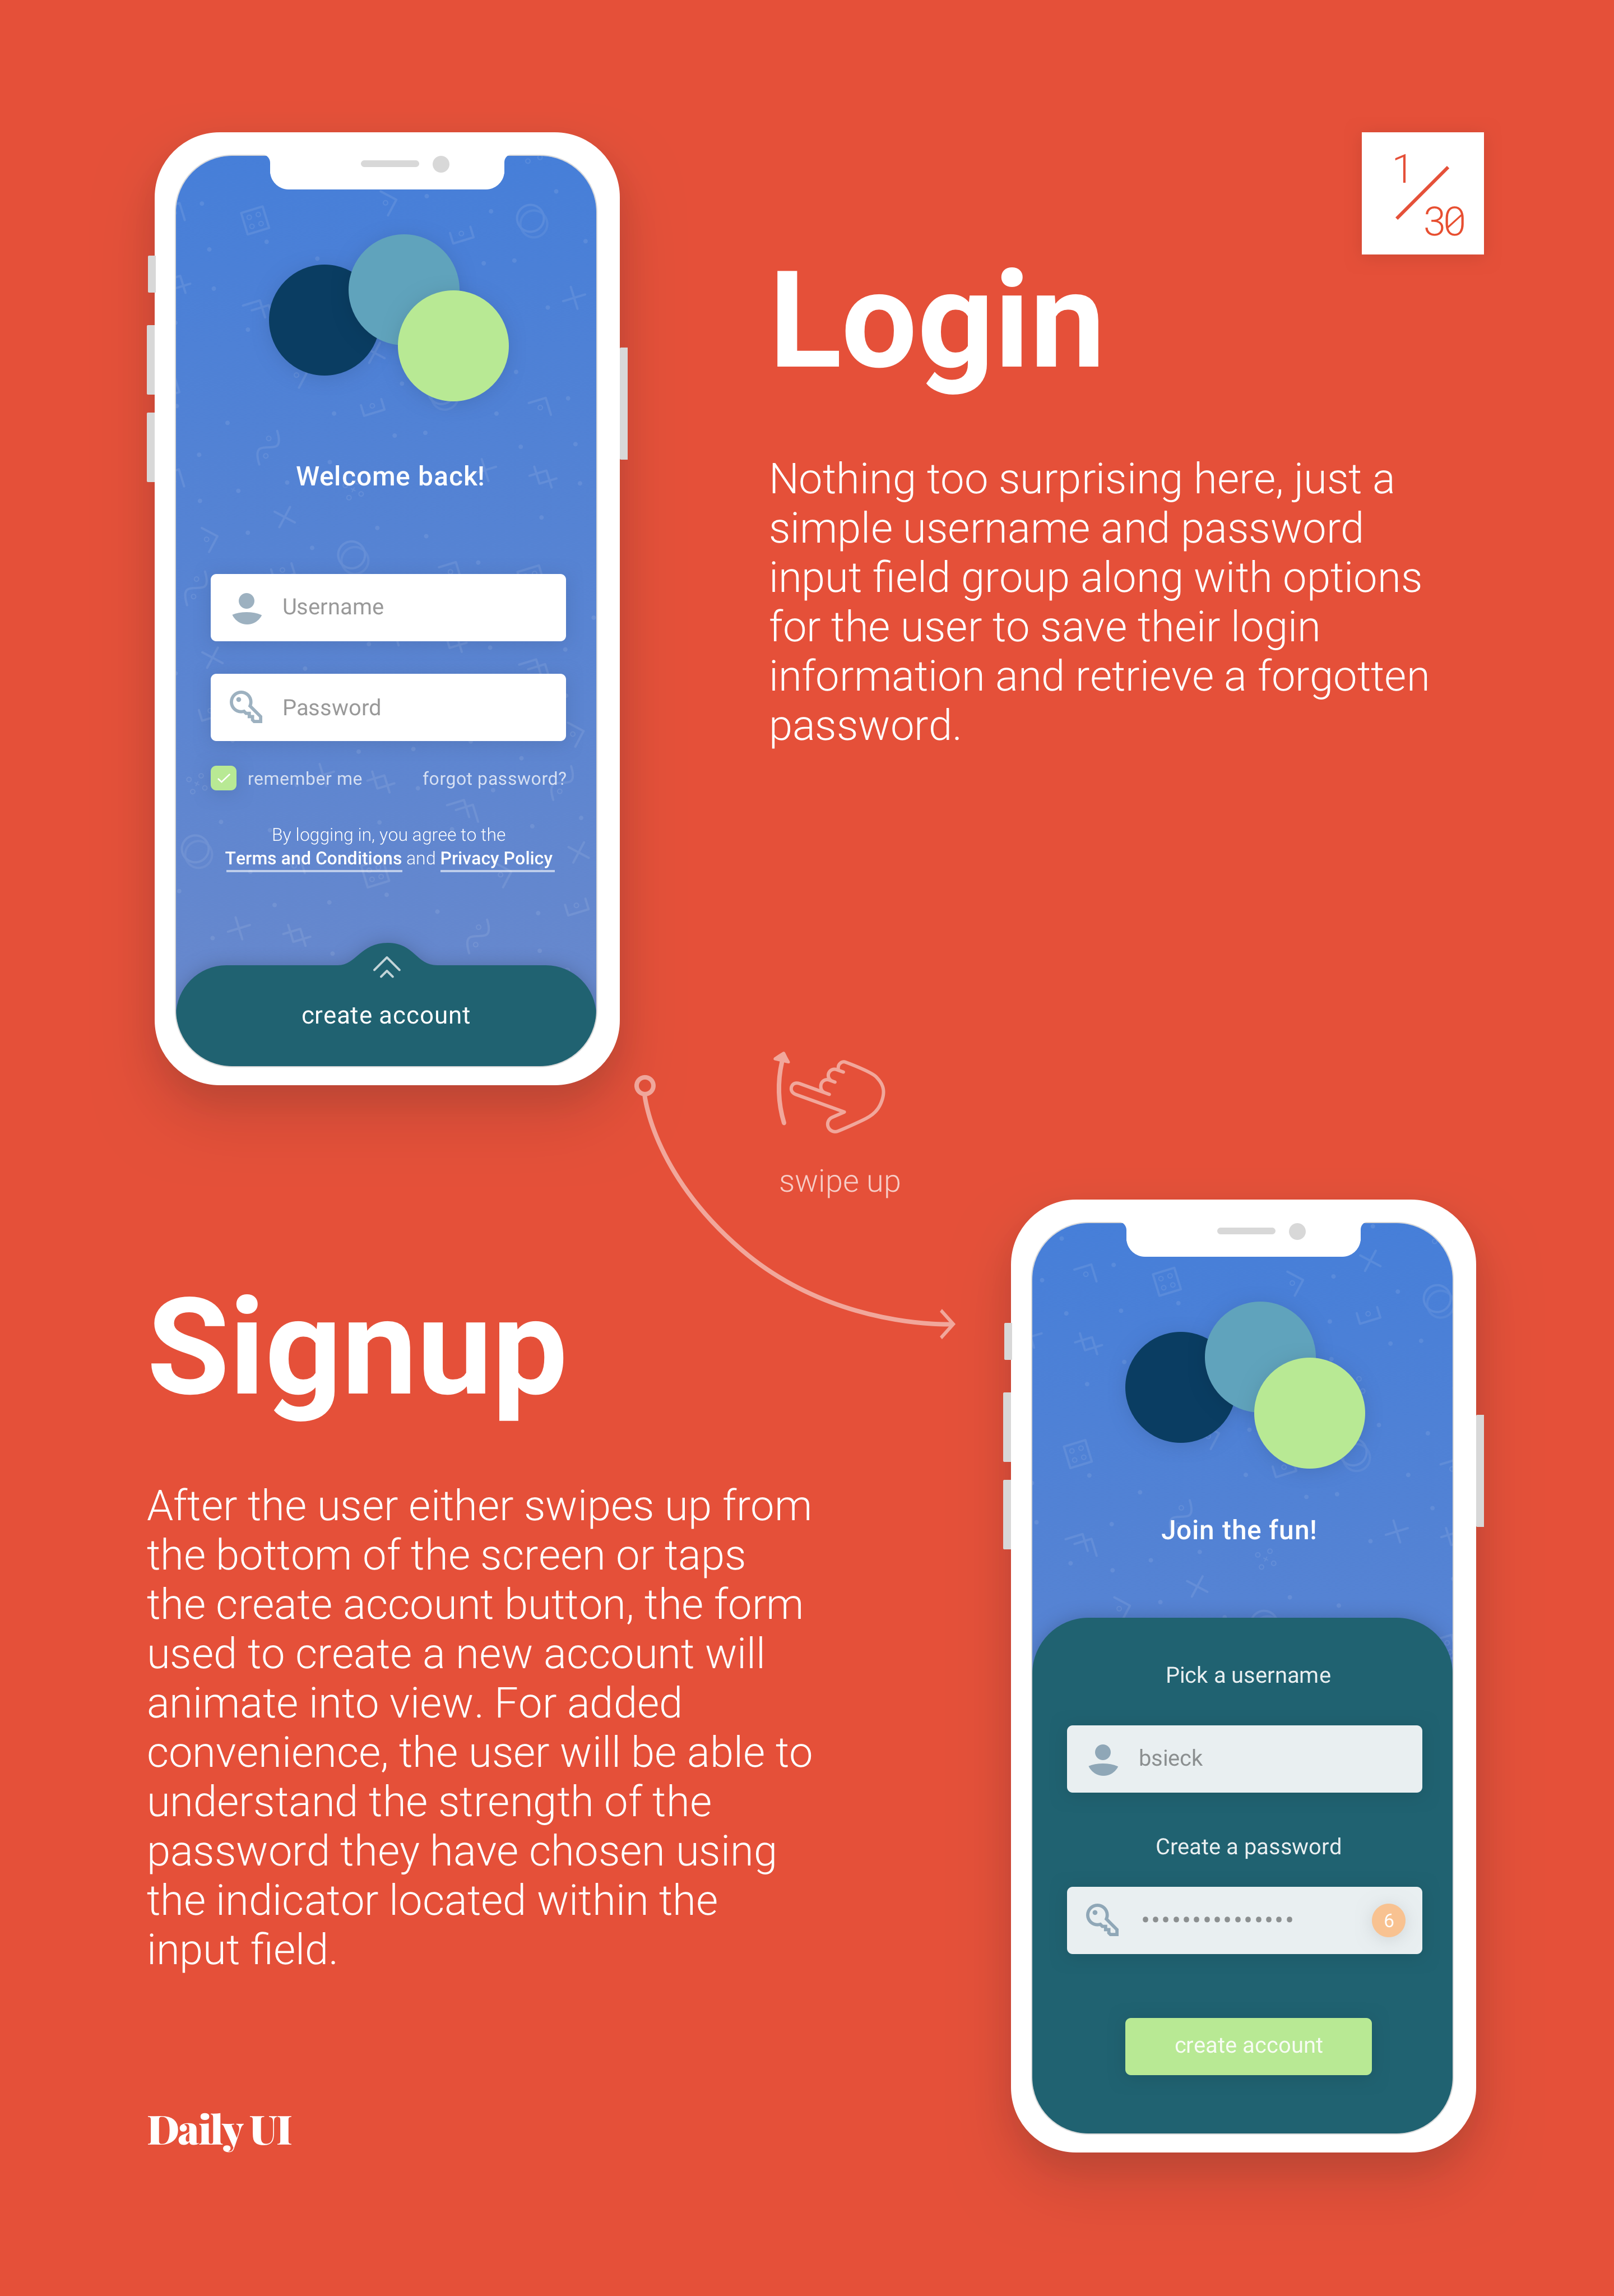 1
30
Login
Nothing too surprising here, just a
simple username and password
input field group along with options
for the user to save their login
information and retrieve a forgotten
password.
Welcome back!
Username
Password
remember me forgot password?
By logging in, you agree to the
Terms and Conditions and Privacy Policy
create account
swipe up
Signup
After the user either swipes up from
the bottom of the screen or taps
the create account button, the form
used to create a new account will
animate into view. For added
convenience, the user will be able to
understand the strength of the
password they have chosen using
the indicator located within the
input field.
Join the fun!
Pick a username
bsieck
Create a password
••••••••••••••• 6
create account
Daily UI